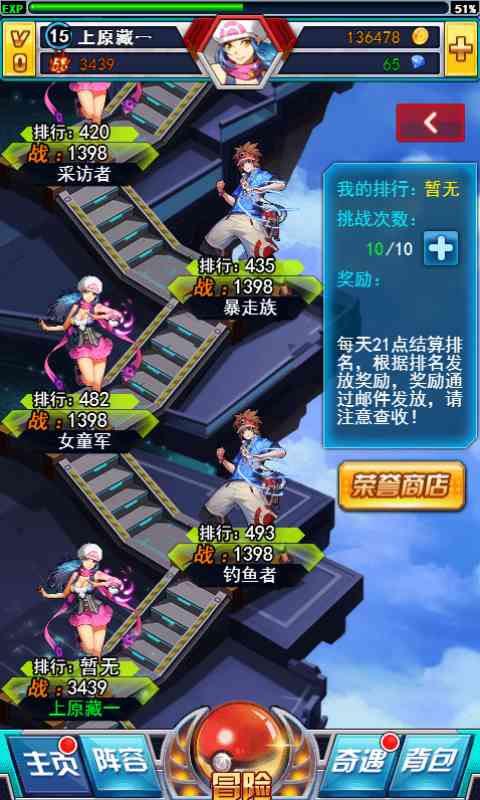 EXP 51%
V 0
15 上原藏一 136478
战 3439 65
排行: 420
战: 1398
采访者
我的排行: 暂无
挑战次数:
10/10
奖励:
每天21点结算排
名，根据排名发
放奖励，奖励通
过邮件发放，请
注意查收!
荣誉商店
排行: 435
战: 1398
暴走族
排行: 482
战: 1398
女童军
排行: 493
战: 1398
钓鱼者
排行: 暂无
战: 3439
上原藏一
主页 阵容 冒险 奇遇 背包